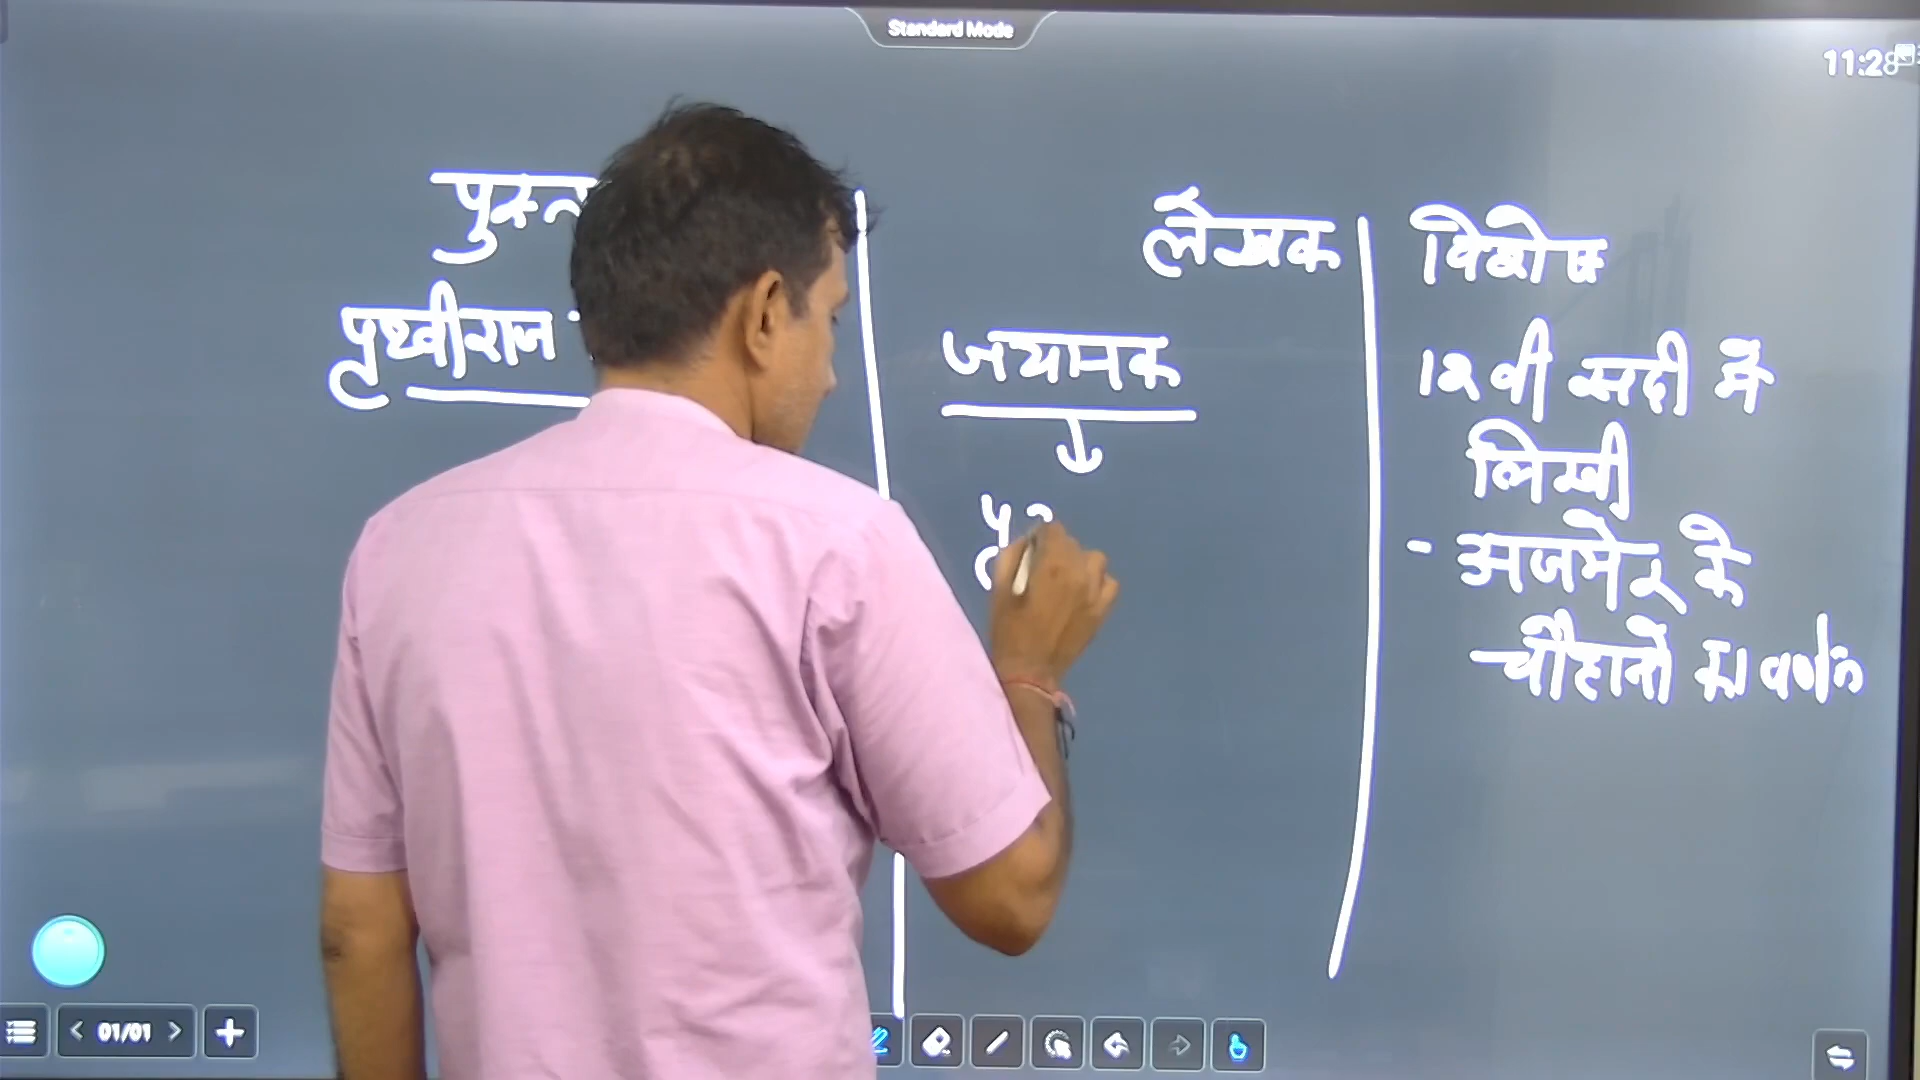 Standard Mode
11:28
लेखक
विशेष
पृथ्वीराज
जयानक
12वी सदी में
लिखी
- अजमेर के
चौहानों का वर्णन
01/01